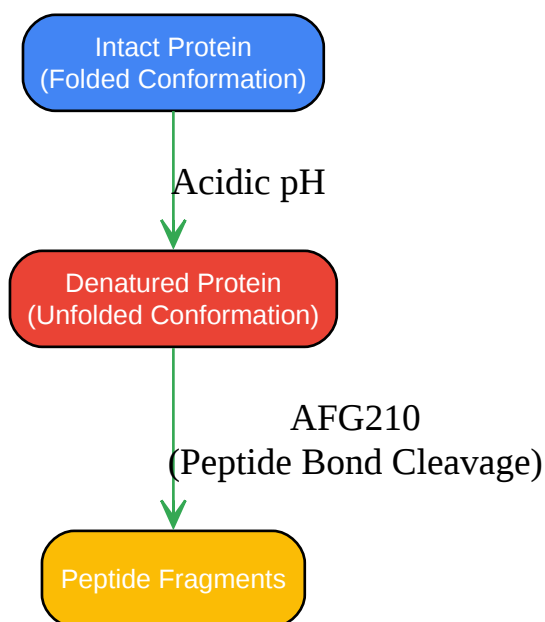 Intact Protein
(Folded Conformation)
Acidic pH
Denatured Protein
(Unfolded Conformation)
AFG210
(Peptide Bond Cleavage)
Peptide Fragments